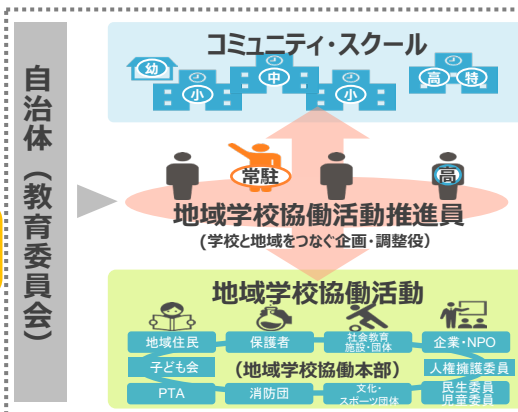 自治体（教育委員会）
コミュニティ・スクール
幼
小
中
小
高
特
常駐
高
地域学校協働活動推進員
(学校と地域をつなぐ企画・調整役)
地域学校協働活動
地域住民
保護者
社会教育
施設・団体
企業・NPO
子ども会
(地域学校協働本部)
人権擁護委員
PTA
消防団
文化・
スポーツ団体
民生委員
児童委員